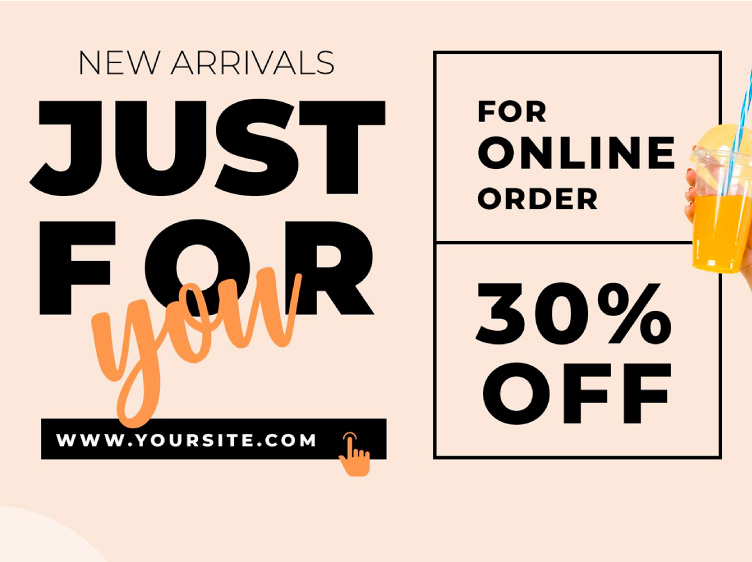 NEW ARRIVALS
JUST
FOR
you
WWW.YOURSITE.COM
FOR
ONLINE
ORDER
30%
OFF